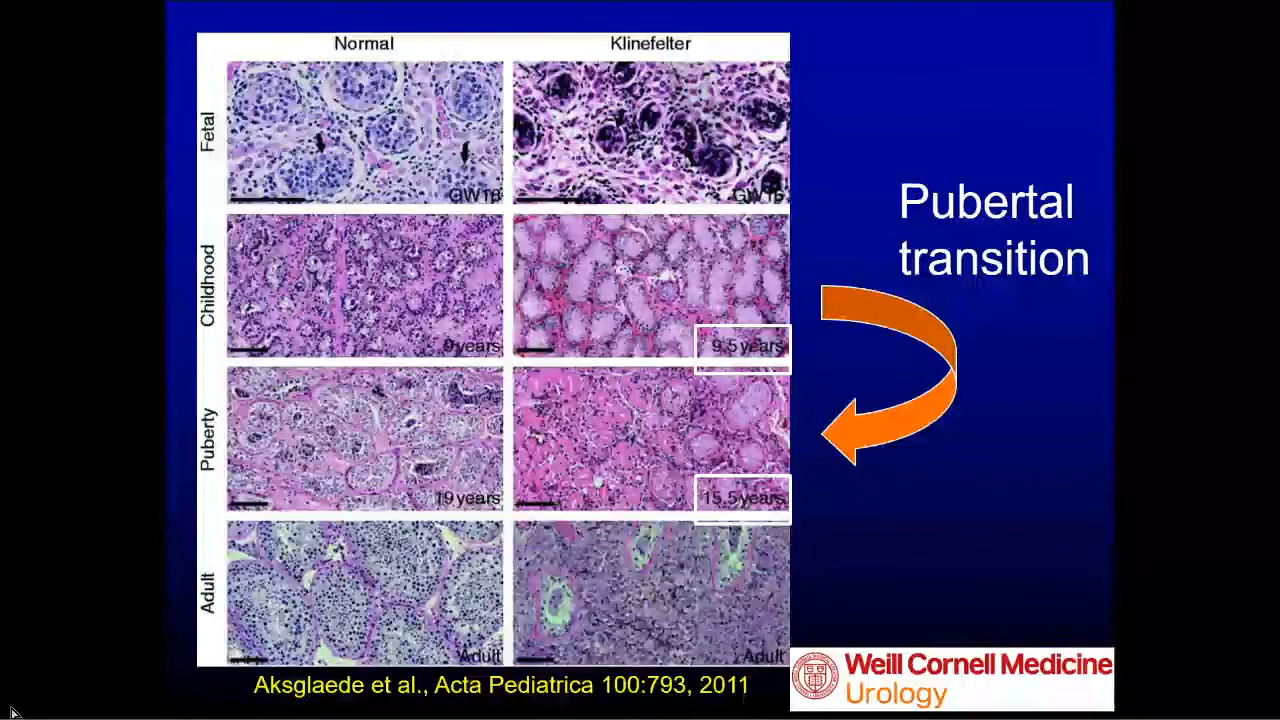 Normal
Klinefelter
Fetal
GW16
GW16
Childhood
9 years
9.5 years
Puberty
19 years
15.5 years
Adult
Adult
Adult
Pubertal
transition
Aksglaede et al., Acta Pediatrica 100:793, 2011
Weill Cornell Medicine
Urology